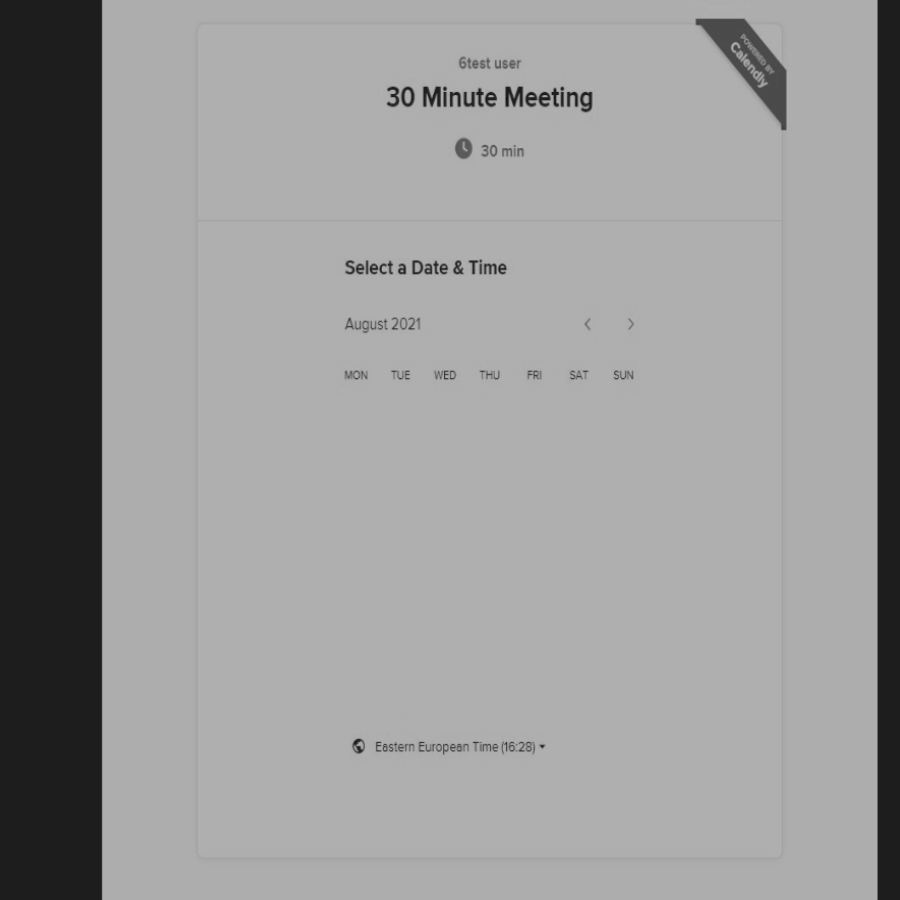 POWERED BY
Calendly
6test user
30 Minute Meeting
30 min
Select a Date & Time
August 2021
MON TUE WED THU FRI SAT SUN
Eastern European Time (16:28)